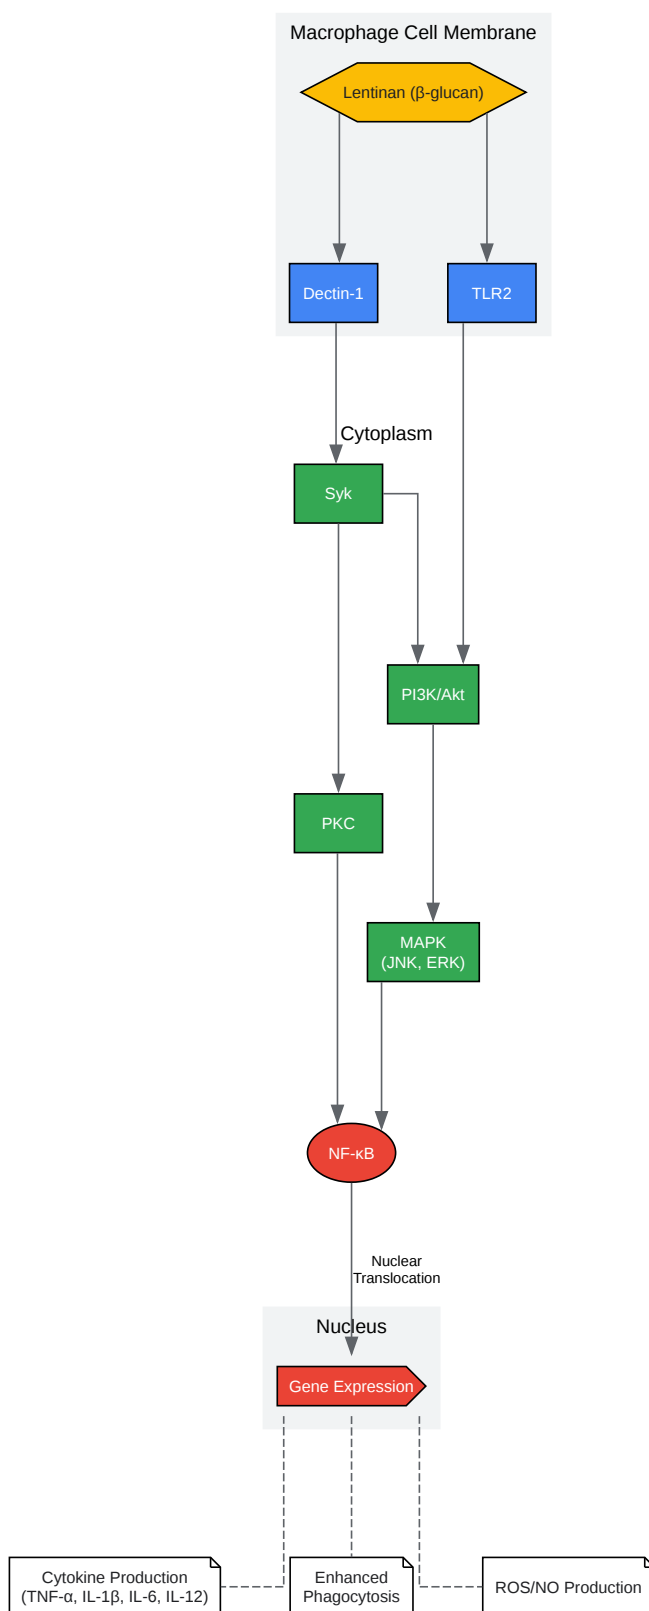 Macrophage Cell Membrane
Lentinan (β-glucan)
Dectin-1
TLR2
Cytoplasm
Syk
PI3K/Akt
PKC
MAPK
(JNK, ERK)
NF-κB
Nuclear
Translocation
Nucleus
Gene Expression
Cytokine Production
(TNF-α, IL-1β, IL-6, IL-12)
Enhanced
Phagocytosis
ROS/NO Production